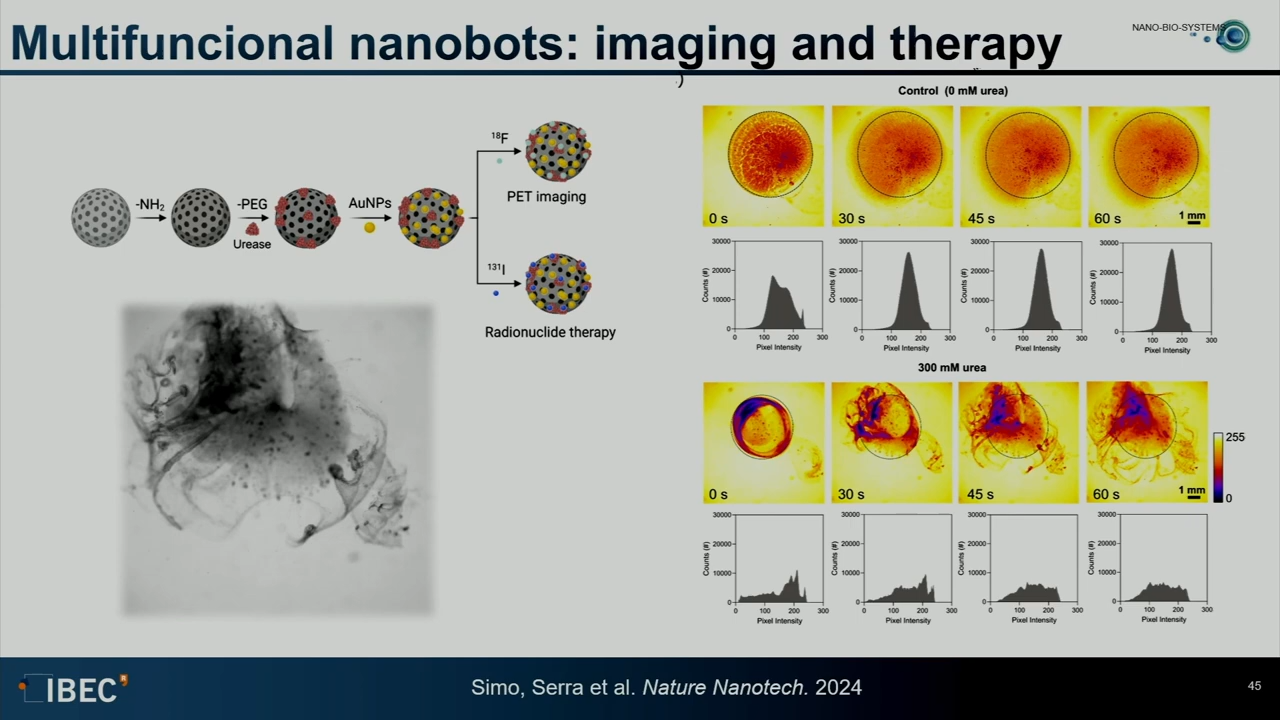 Multifuncional nanobots: imaging and therapy
NANO-BIO-SYSTEMS
)
-NH₂
-PEG
Urease
AuNPs
¹⁸F
PET imaging
¹³¹I
Radionuclide therapy
Control (0 mM urea)
0 s
30 s
45 s
60 s
1 mm
Counts (#)
30000
20000
10000
0
0 100 200 300
Pixel Intensity
Counts (#)
30000
20000
10000
0
0 100 200 300
Pixel Intensity
Counts (#)
30000
20000
10000
0
0 100 200 300
Pixel Intensity
Counts (#)
30000
20000
10000
0
0 100 200 300
Pixel Intensity
300 mM urea
0 s
30 s
45 s
60 s
1 mm
255
0
Counts (#)
30000
20000
10000
0
0 100 200 300
Pixel Intensity
Counts (#)
30000
20000
10000
0
0 100 200 300
Pixel Intensity
Counts (#)
30000
20000
10000
0
0 100 200 300
Pixel Intensity
Counts (#)
30000
20000
10000
0
0 100 200 300
Pixel Intensity
IBEC
Simo, Serra et al. Nature Nanotech. 2024
45